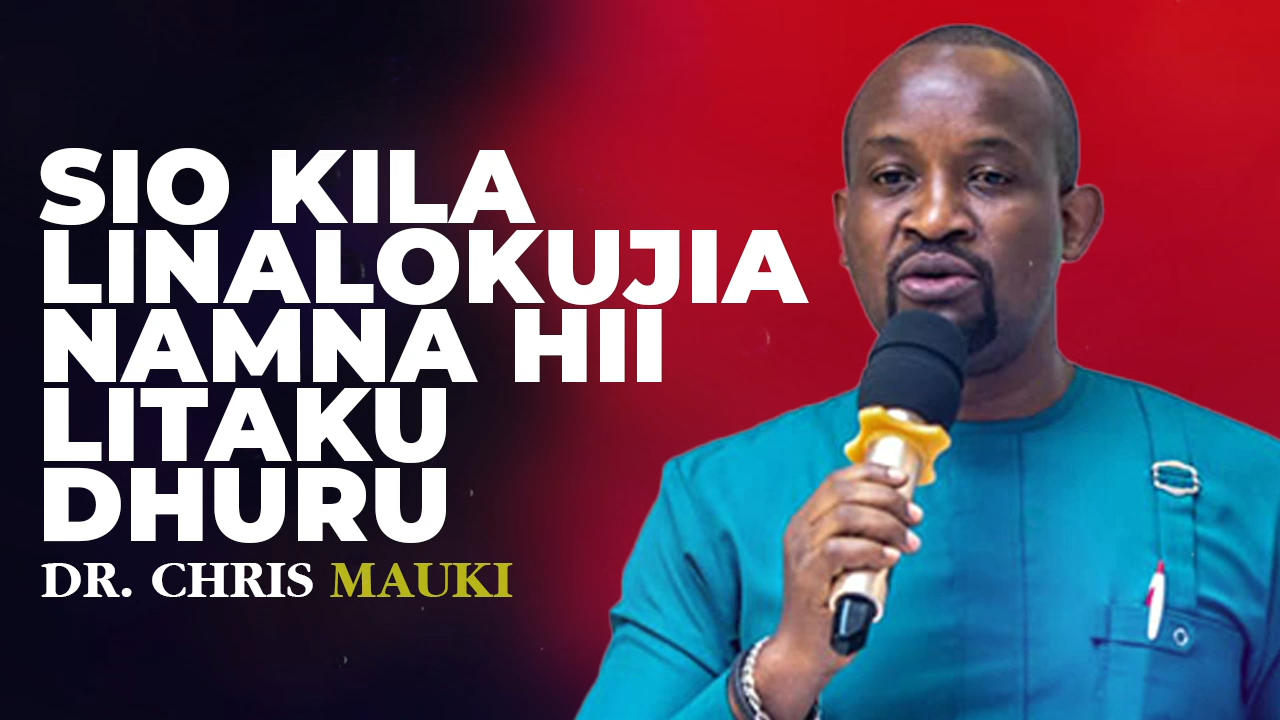 SIO KILA
LINALOKUJIA
NAMNA HII
LITAKU
DHURU
DR. CHRIS MAUKI